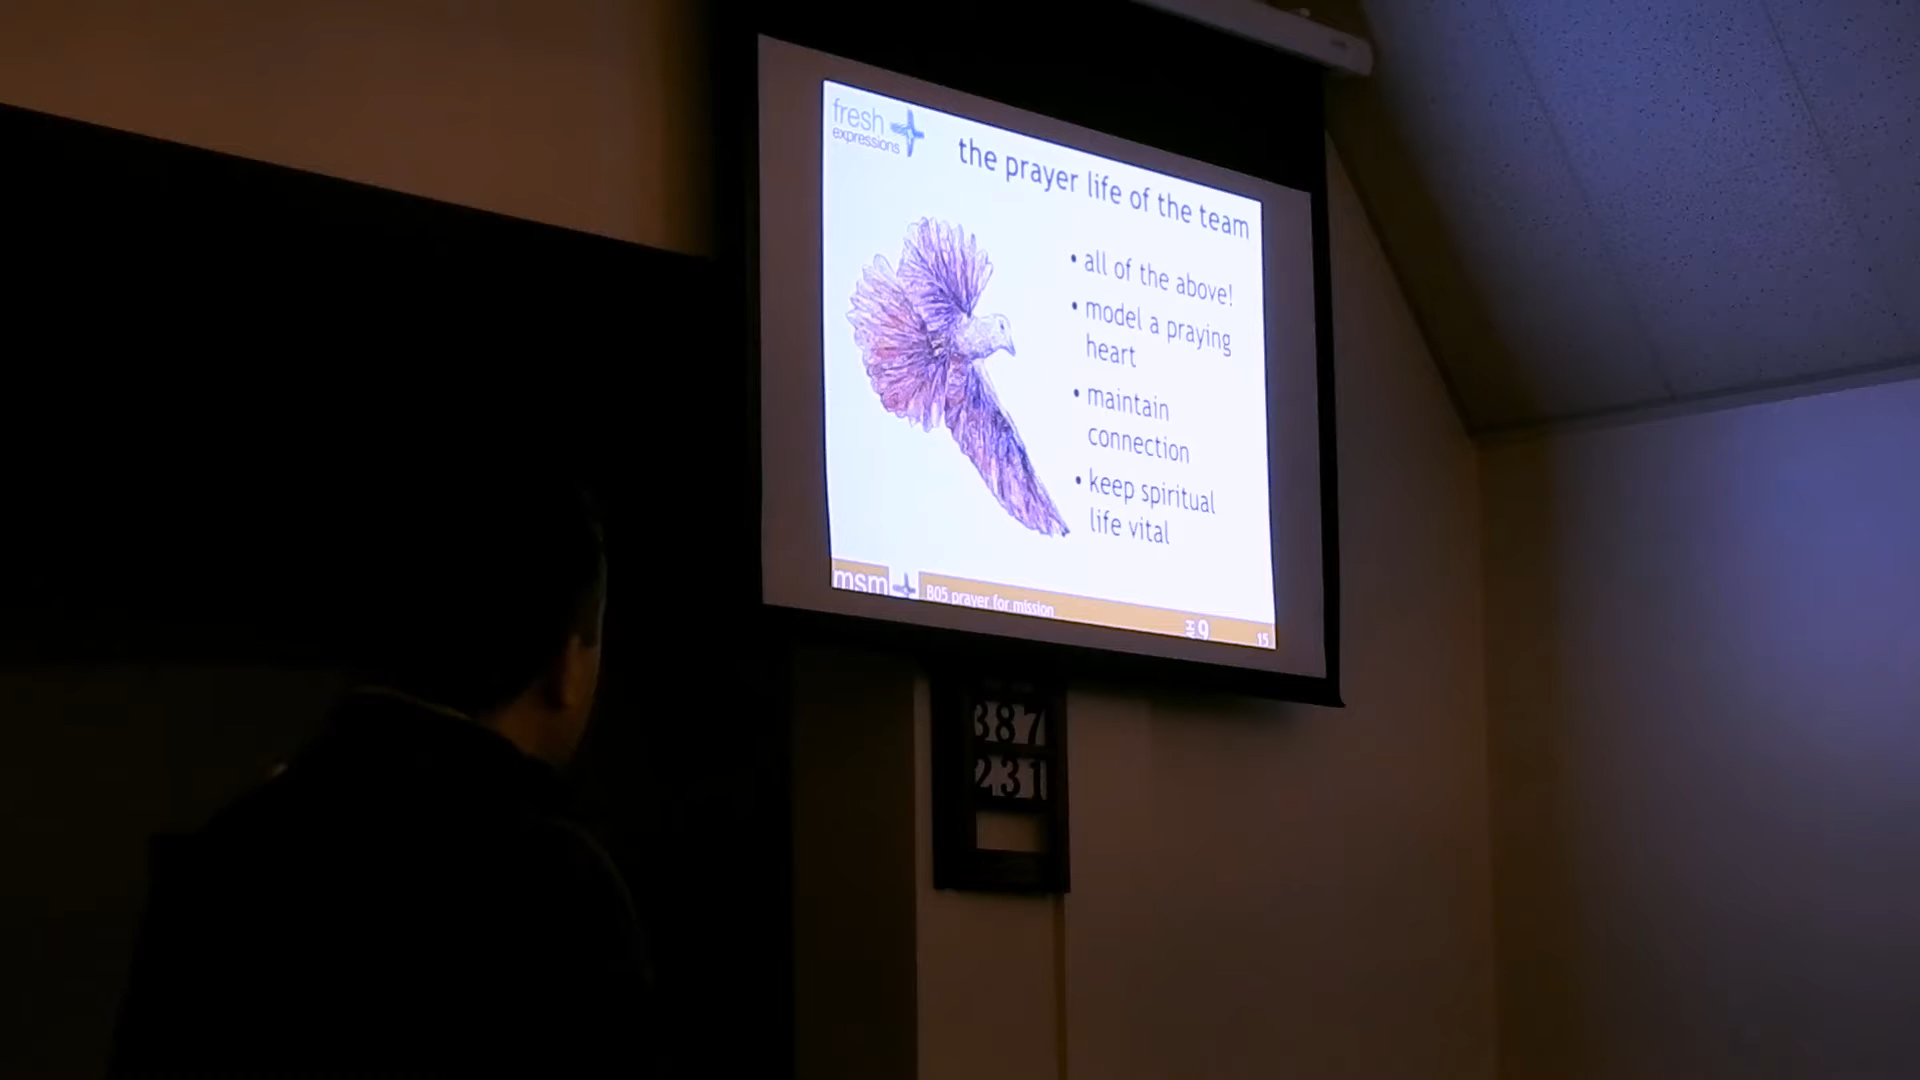 fresh
expressions
the prayer life of the team
• all of the above!
• model a praying
heart
• maintain
connection
• keep spiritual
life vital
msm
B05 prayer for mission
9
15
387
231